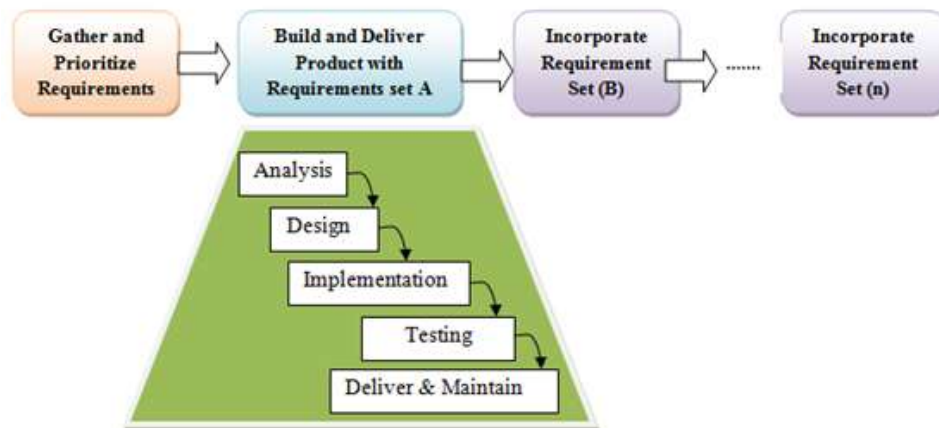 Gather and
Prioritize
Requirements
Build and Deliver
Product with
Requirements set A
Incorporate
Requirement
Set (B)
.......
Incorporate
Requirement
Set (n)
Analysis
Design
Implementation
Testing
Deliver & Maintain